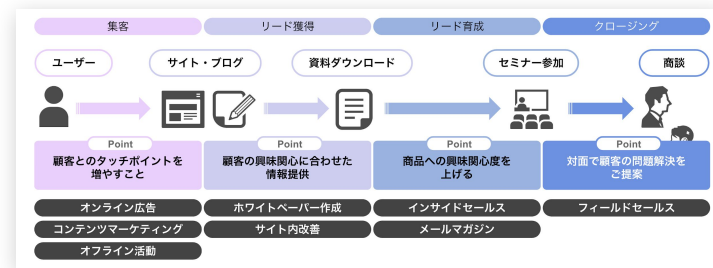 集客
リード獲得
リード育成
クロージング
ユーザー
サイト・ブログ
資料ダウンロード
セミナー参加
商談
Point
顧客とのタッチポイントを
増やすこと
Point
顧客の興味関心に合わせた
情報提供
Point
商品への興味関心度を
上げる
Point
対面で顧客の問題解決を
ご提案
オンライン広告
コンテンツマーケティング
オフライン活動
ホワイトペーパー作成
サイト内改善
インサイドセールス
メールマガジン
フィールドセールス